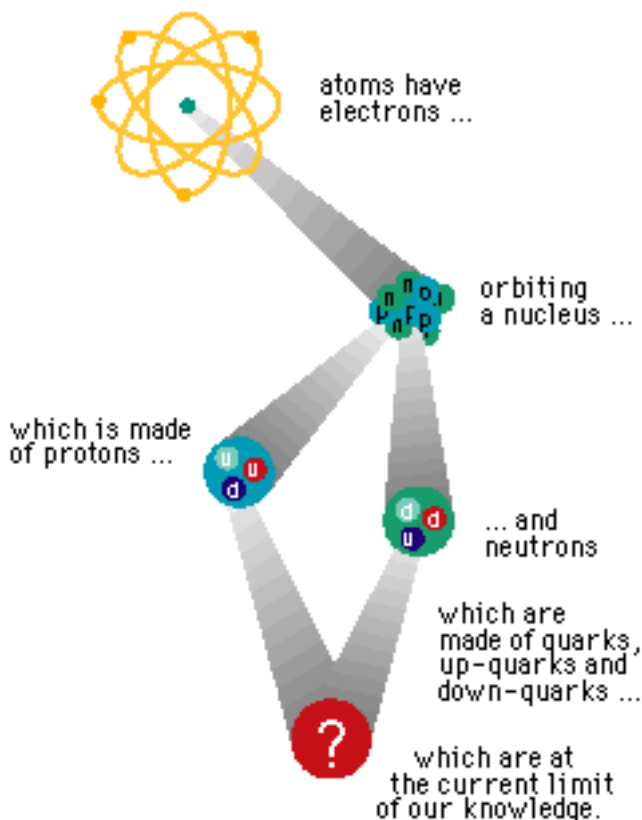 atoms have
electrons ...
n
n
p
n
p
p
n
p
orbiting
a nucleus ...
which is made
of protons ...
u
u
d
d
d
u
... and
neutrons
which are
made of quarks,
up-quarks and
down-quarks ...
?
which are at
the current limit
of our knowledge.